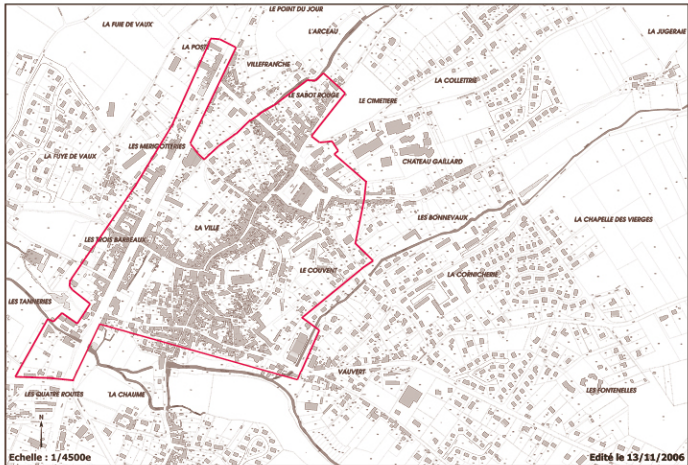 LE POINT DU JOUR
LA FUIE DE VAUX
L'ARCEAU
LA JUGERAIE
LA POSTE
VILLEFRANCHE
LA COLLETTRIE
LE SABOT ROUGE
LE CIMETIERE
LES MERIGOTTERIES
LA FUYE DE VAUX
CHATEAU GAILLARD
LES BONNEVAUX
LA CHAPELLE DES VIERGES
LA VILLE
LES TROIS BARBEAUX
LE COUVENT
LA CORNICHERIE
LES TANNERIES
VAUVERT
LES QUATRE ROUTES
LA CHAUME
LES FONTENELLES
N
Echelle : 1/4500e
Edité le 13/11/2006